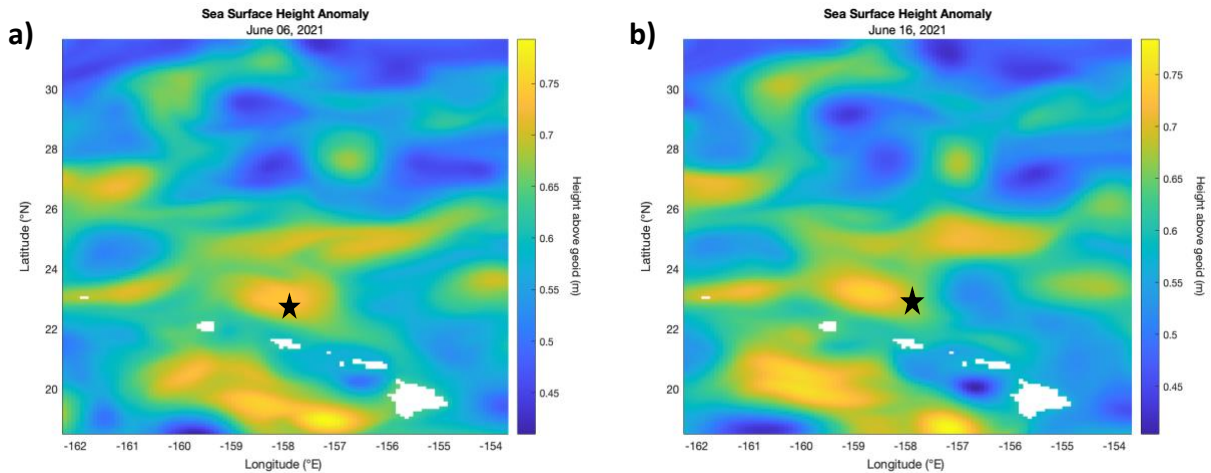 a)
Sea Surface Height Anomaly
June 06, 2021
Latitude (°N)
30
28
26
24
22
20
-162 -161 -160 -159 -158 -157 -156 -155 -154
Longitude (°E)
0.75
0.7
0.65
0.6
0.55
0.5
0.45
Height above geoid (m)
b)
Sea Surface Height Anomaly
June 16, 2021
Latitude (°N)
30
28
26
24
22
20
-162 -161 -160 -159 -158 -157 -156 -155 -154
Longitude (°E)
0.75
0.7
0.65
0.6
0.55
0.5
0.45
Height above geoid (m)